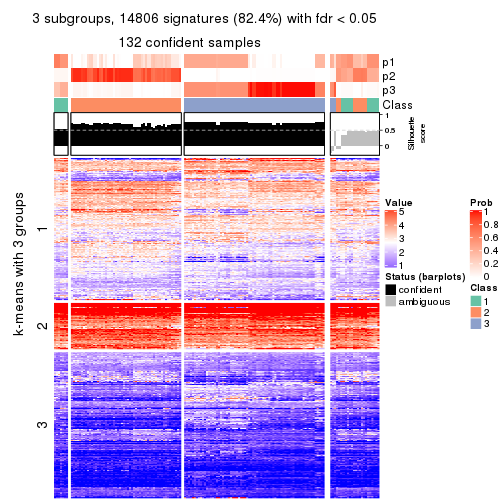 3 subgroups, 14806 signatures (82.4%) with fdr < 0.05
132 confident samples
p1
p2
p3
Class
1
0.5
0
Silhouette
score
k-means with 3 groups
1
2
3
Value
5
4
3
2
1
Status (barplots)
confident
ambiguous
Prob
1
0.8
0.6
0.4
0.2
0
Class
1
2
3